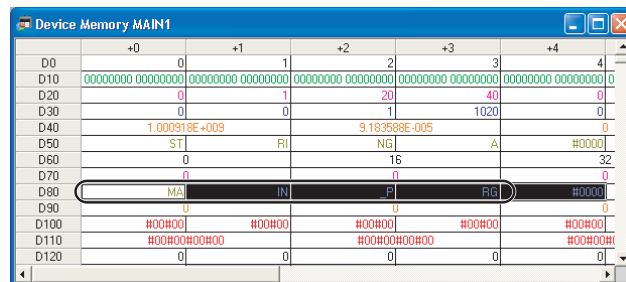 Device Memory MAIN1
+0 +1 +2 +3 +4
D0 0 1 2 3 4
D10 00000000 00000000 00000000 00000000 00000000 00000000 00000000 00000000 00000000 00000000 0
D20 0 1 20 40 0
D30 0 0 1 1020 0
D40 1.000918E+009 9.183588E-005 0
D50 ST RI NG A #0000
D60 0 16 32
D70 0 0 0
D80 MA IN _P RG #0000
D90 0 0 0
D100 #00#00 #00#00 #00#00 #00#00 #00#00
D110 #00#00#00#00 #00#00#00#00 #00#00#
D120 0 0 0 0 0